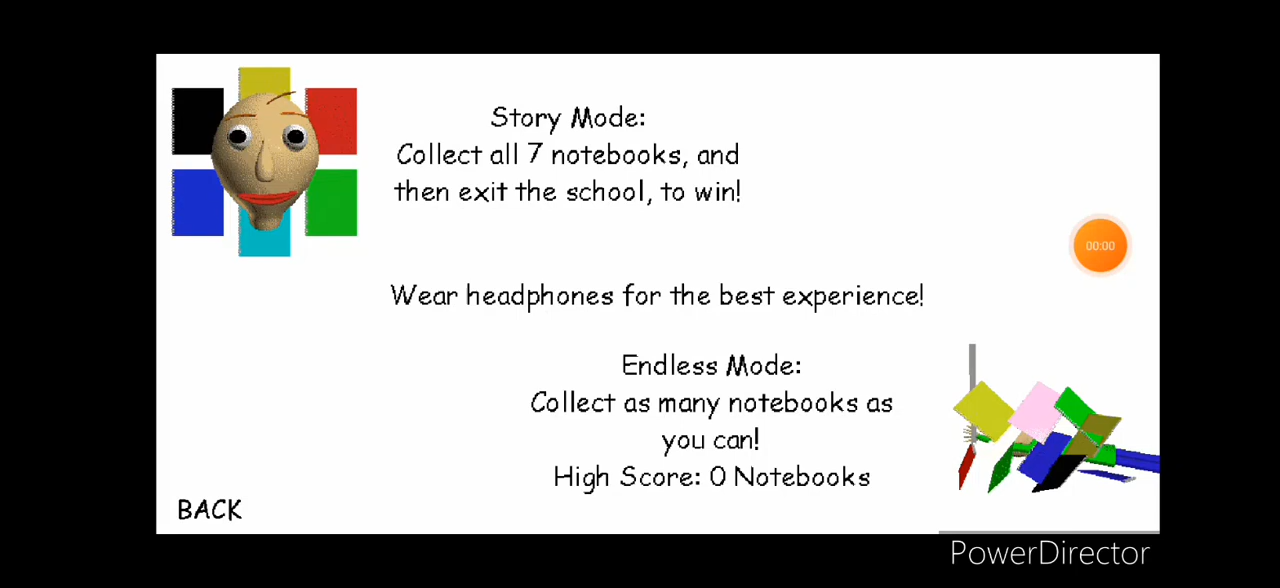 Story Mode:
Collect all 7 notebooks, and
then exit the school, to win!
00:00
Wear headphones for the best experience!
Endless Mode:
Collect as many notebooks as
you can!
High Score: 0 Notebooks
BACK
PowerDirector